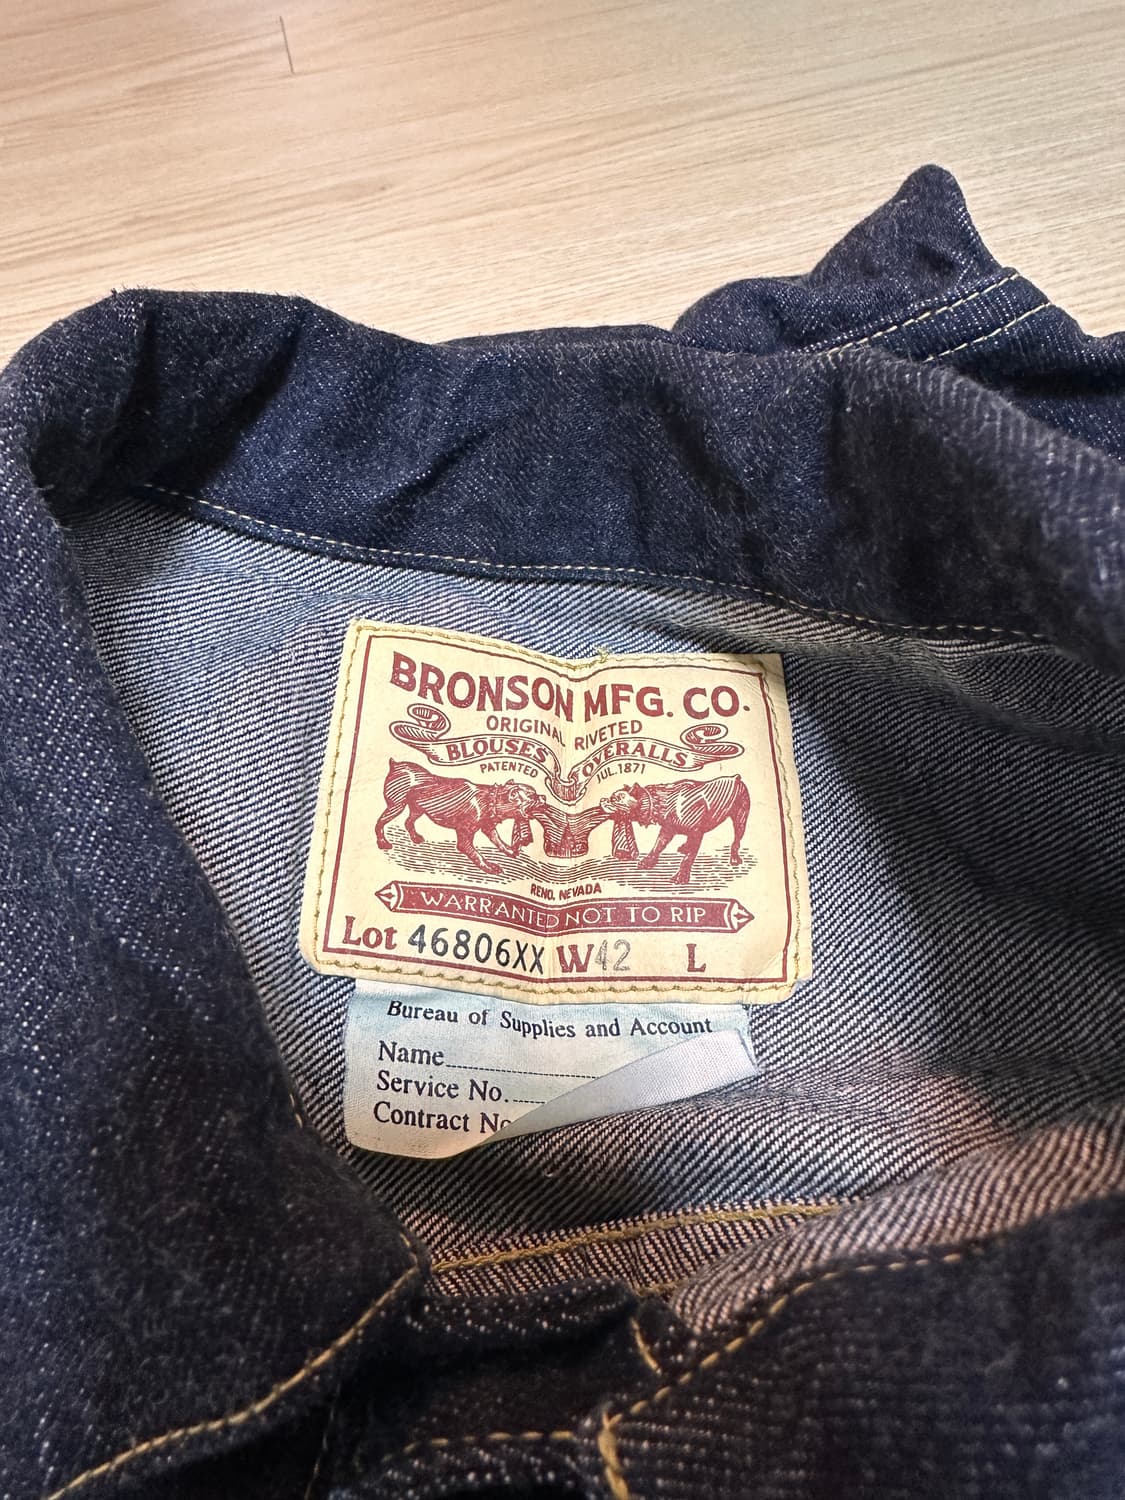 BRONSON MFG. CO.
ORIGINAL RIVETED
BLOUSES OVERALLS
PATENTED JUL.1871
RENO, NEVADA
WARRANTED NOT TO RIP
Lot 46806XX W42 L
Bureau of Supplies and Account
Name
Service No.
Contract No